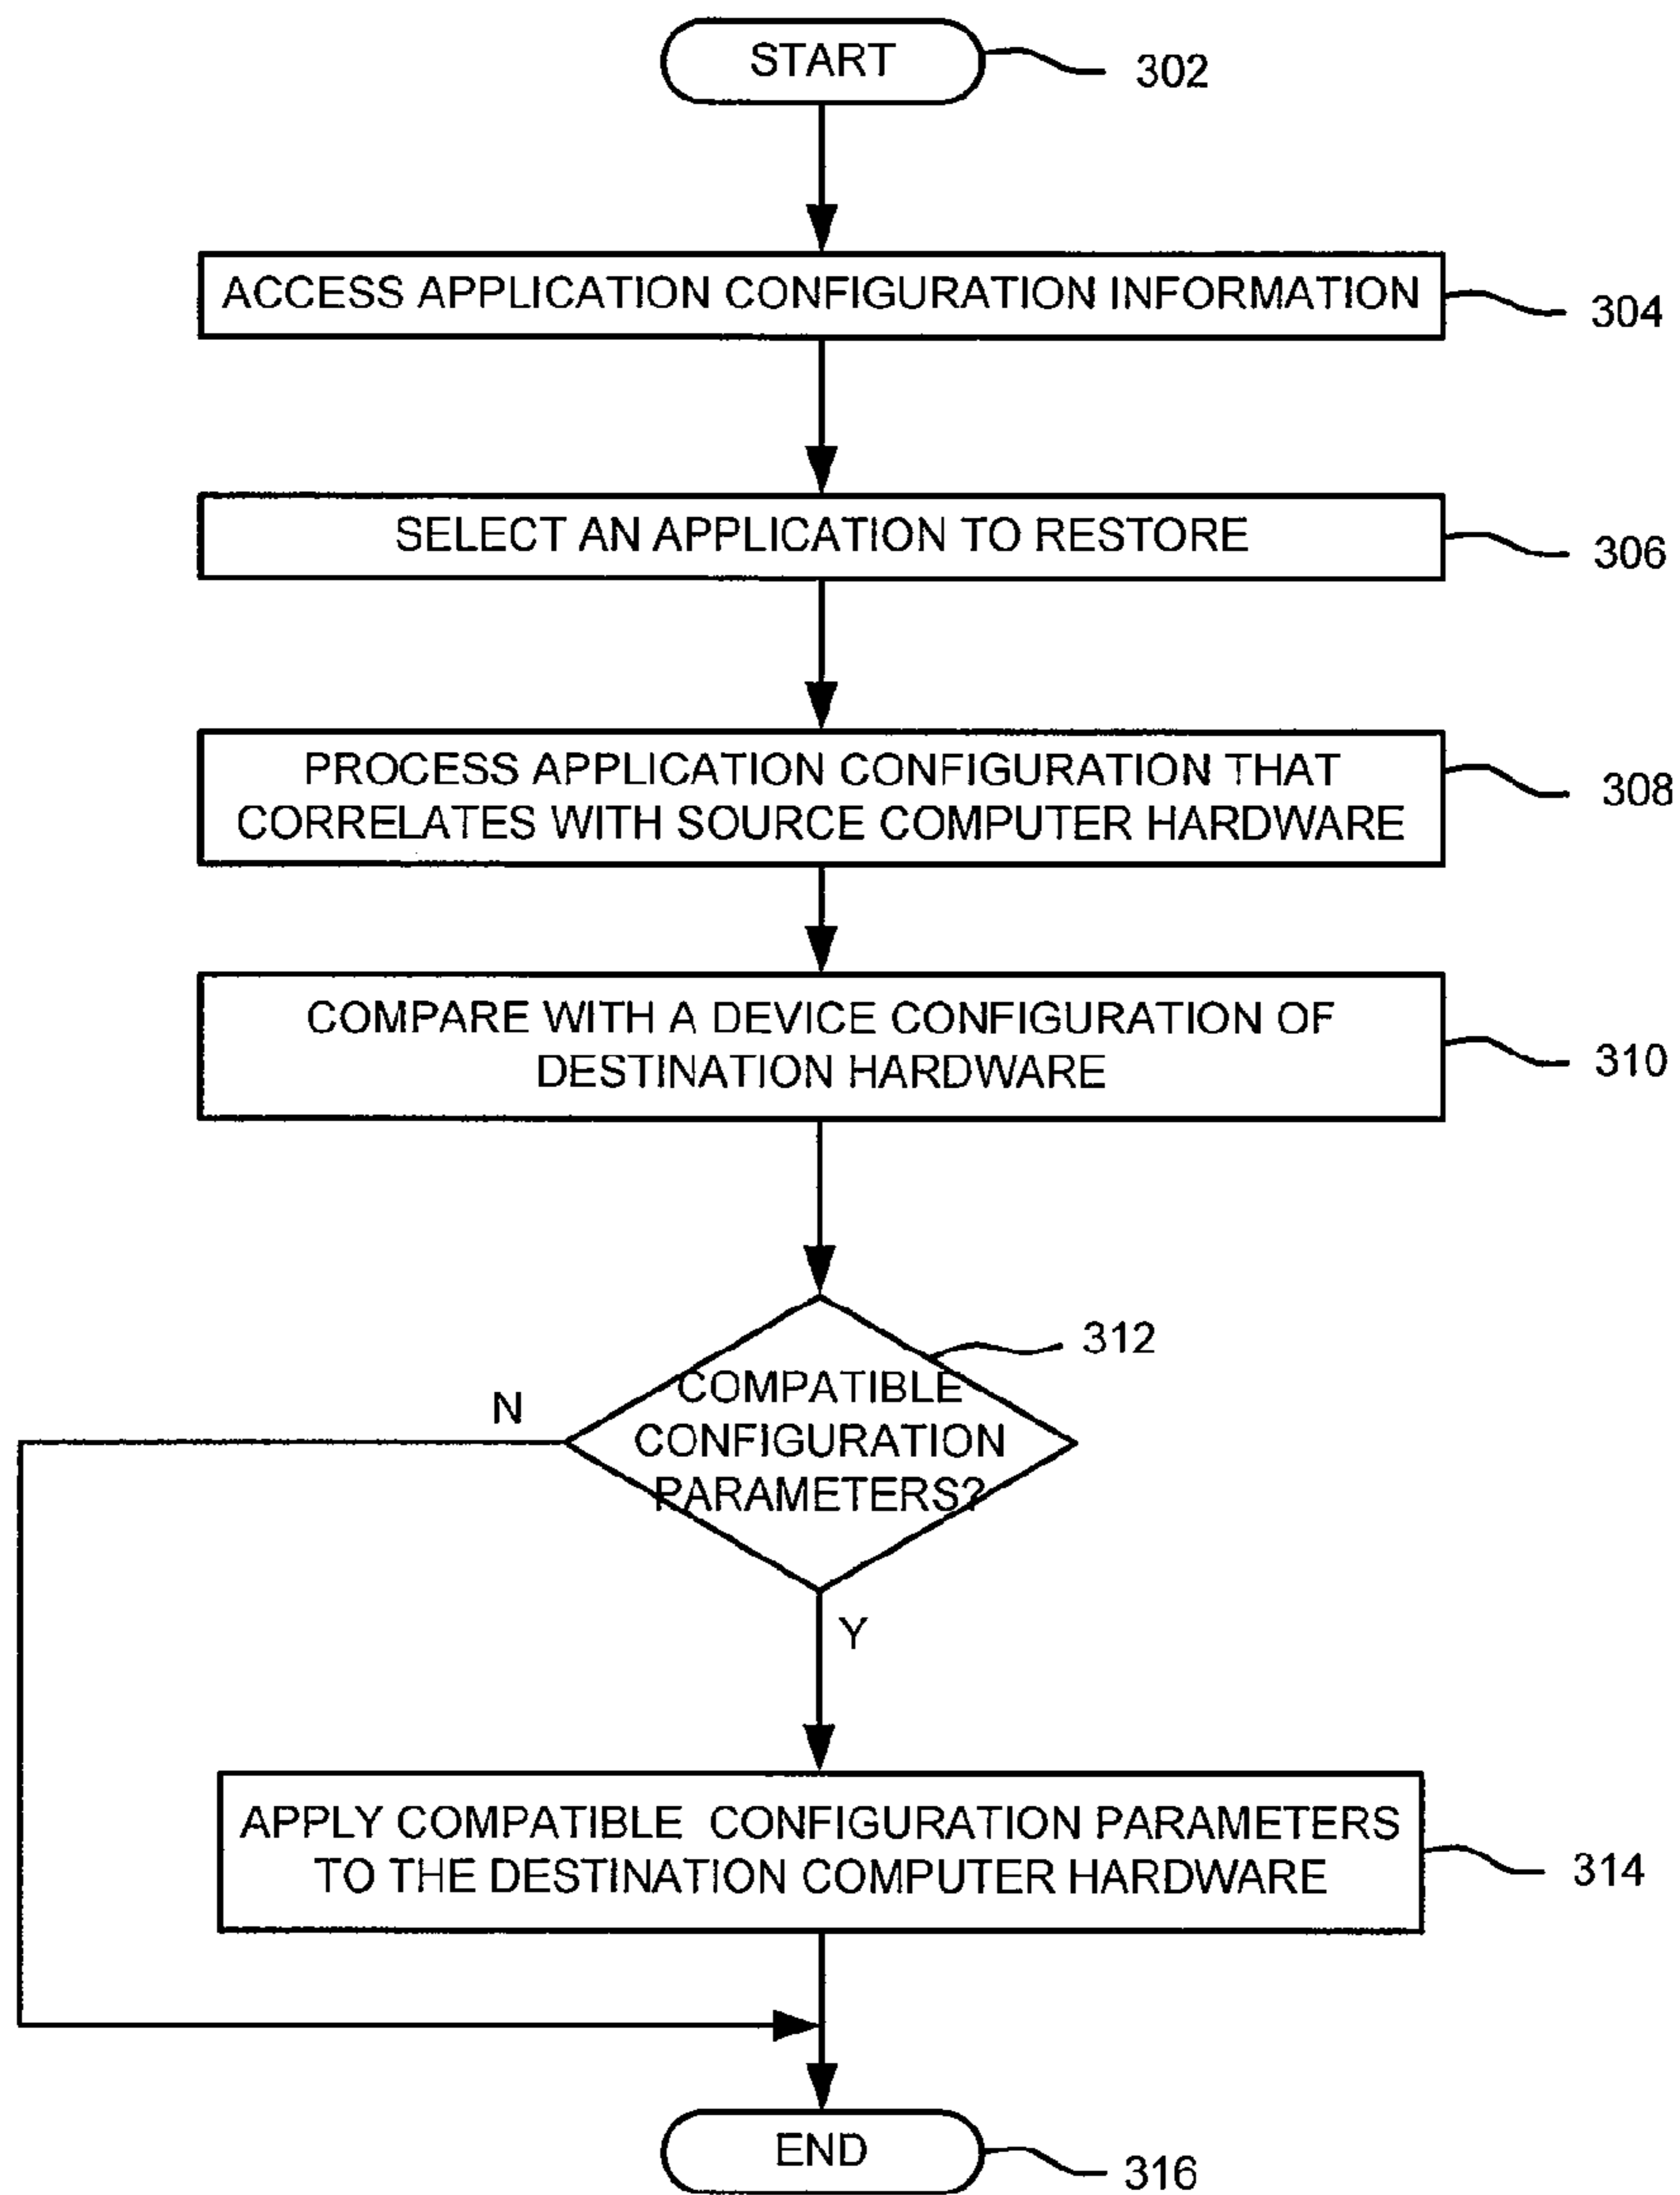 START
302
ACCESS APPLICATION CONFIGURATION INFORMATION
304
SELECT AN APPLICATION TO RESTORE
306
PROCESS APPLICATION CONFIGURATION THAT
CORRELATES WITH SOURCE COMPUTER HARDWARE
308
COMPARE WITH A DEVICE CONFIGURATION OF
DESTINATION HARDWARE
310
312
COMPATIBLE
CONFIGURATION
PARAMETERS?
N
Y
APPLY COMPATIBLE CONFIGURATION PARAMETERS
TO THE DESTINATION COMPUTER HARDWARE
314
END
316